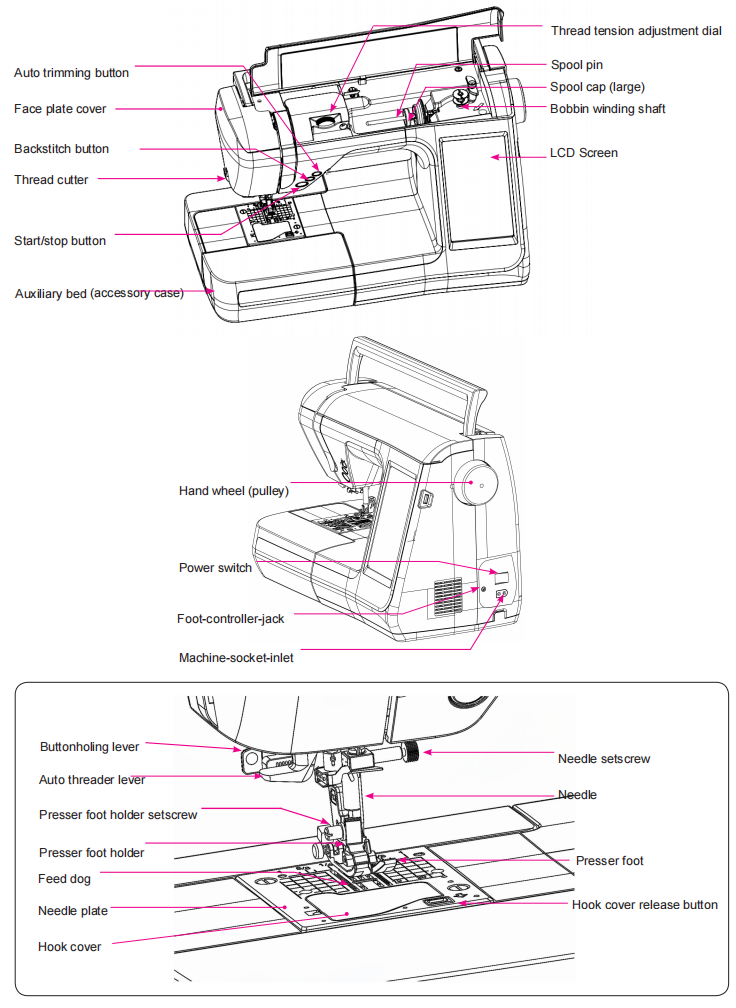 Thread tension adjustment dial
Spool pin
Auto trimming button
Spool cap (large)
Face plate cover
Bobbin winding shaft
Backstitch button
LCD Screen
Thread cutter
Start/stop button
Auxiliary bed (accessory case)
Hand wheel (pulley)
Power switch
Foot-controller-jack
Machine-socket-inlet
Buttonholing lever
Needle setscrew
Auto threader lever
Needle
Presser foot holder setscrew
Presser foot holder
Presser foot
Feed dog
Hook cover release button
Needle plate
Hook cover